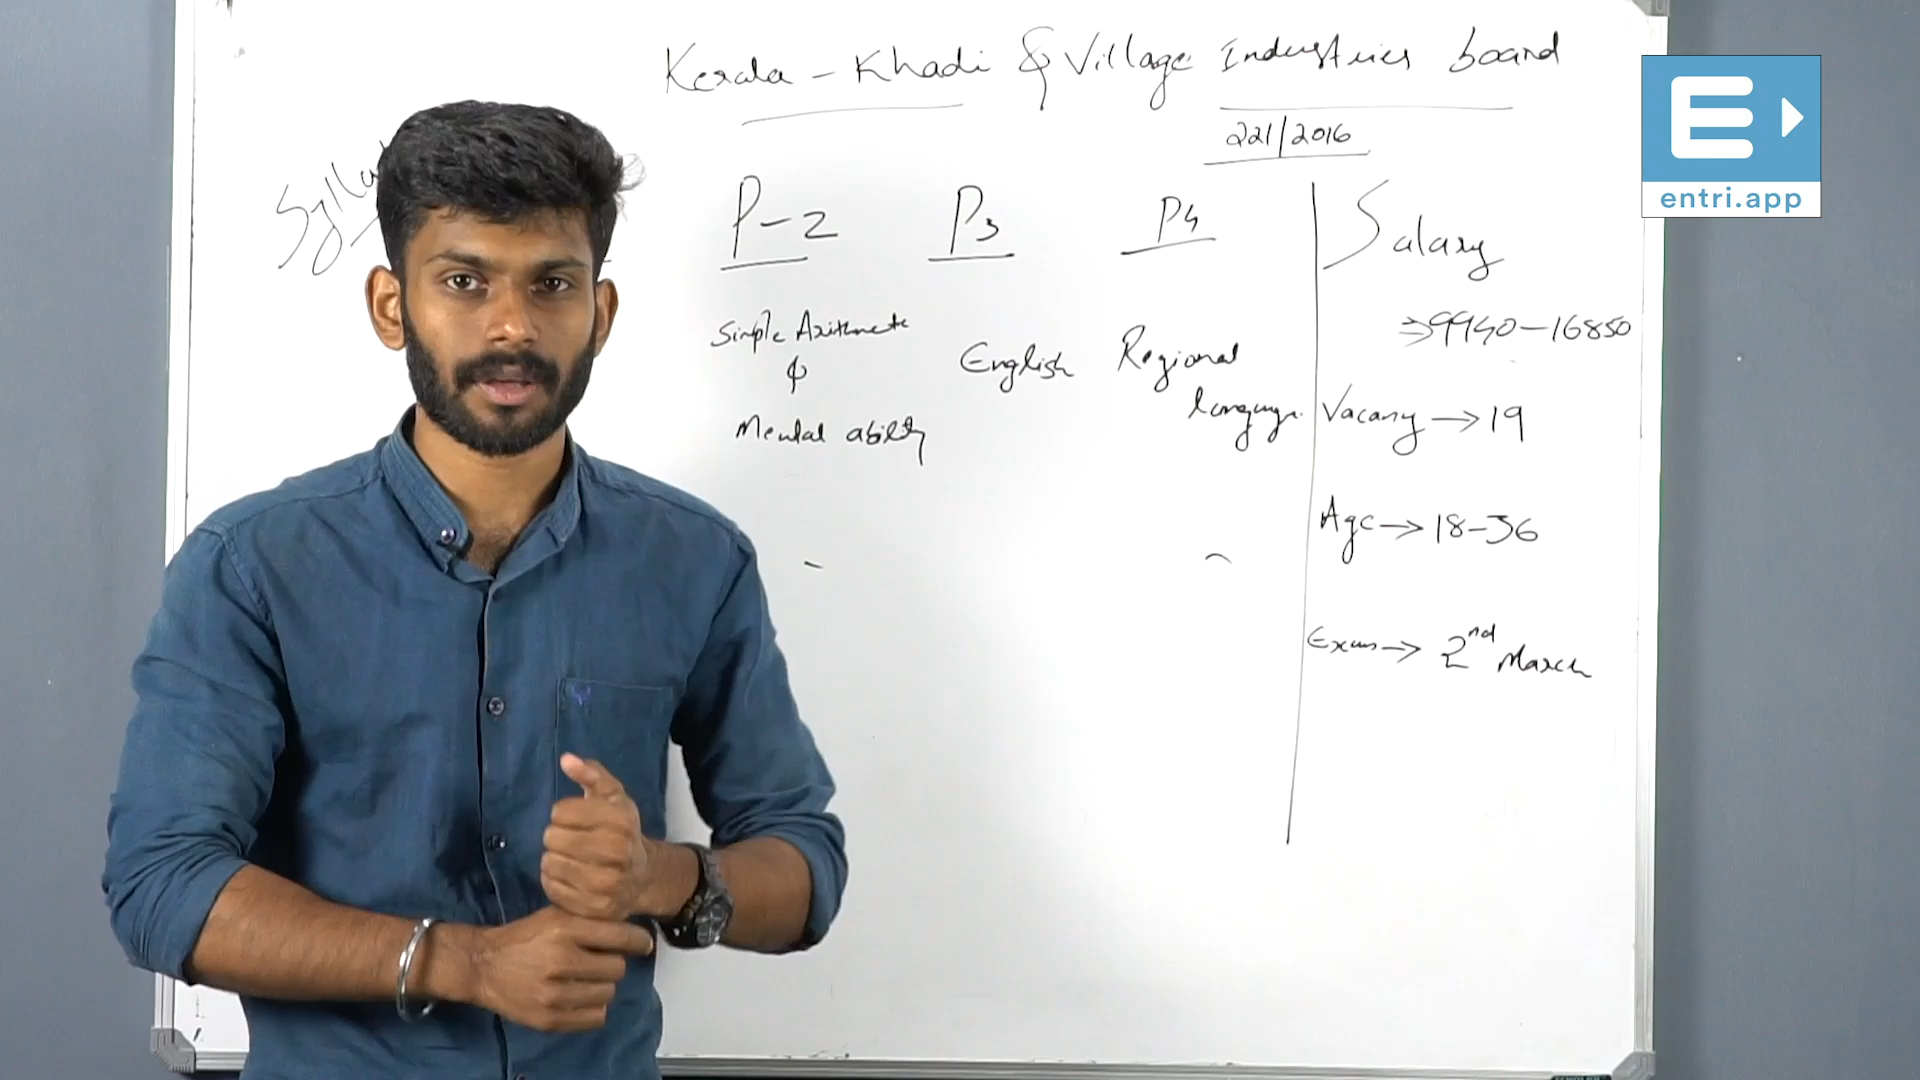 Kerala - Khadi & Village Industries board
221/2016
P-2 P3 P4
Simple Arithmetic
&
Mental ability
English
Regional
language.
Salary
⇒ 9940-16850
Vacancy → 19
Age → 18-36
Exam → 2nd March
E
entri.app